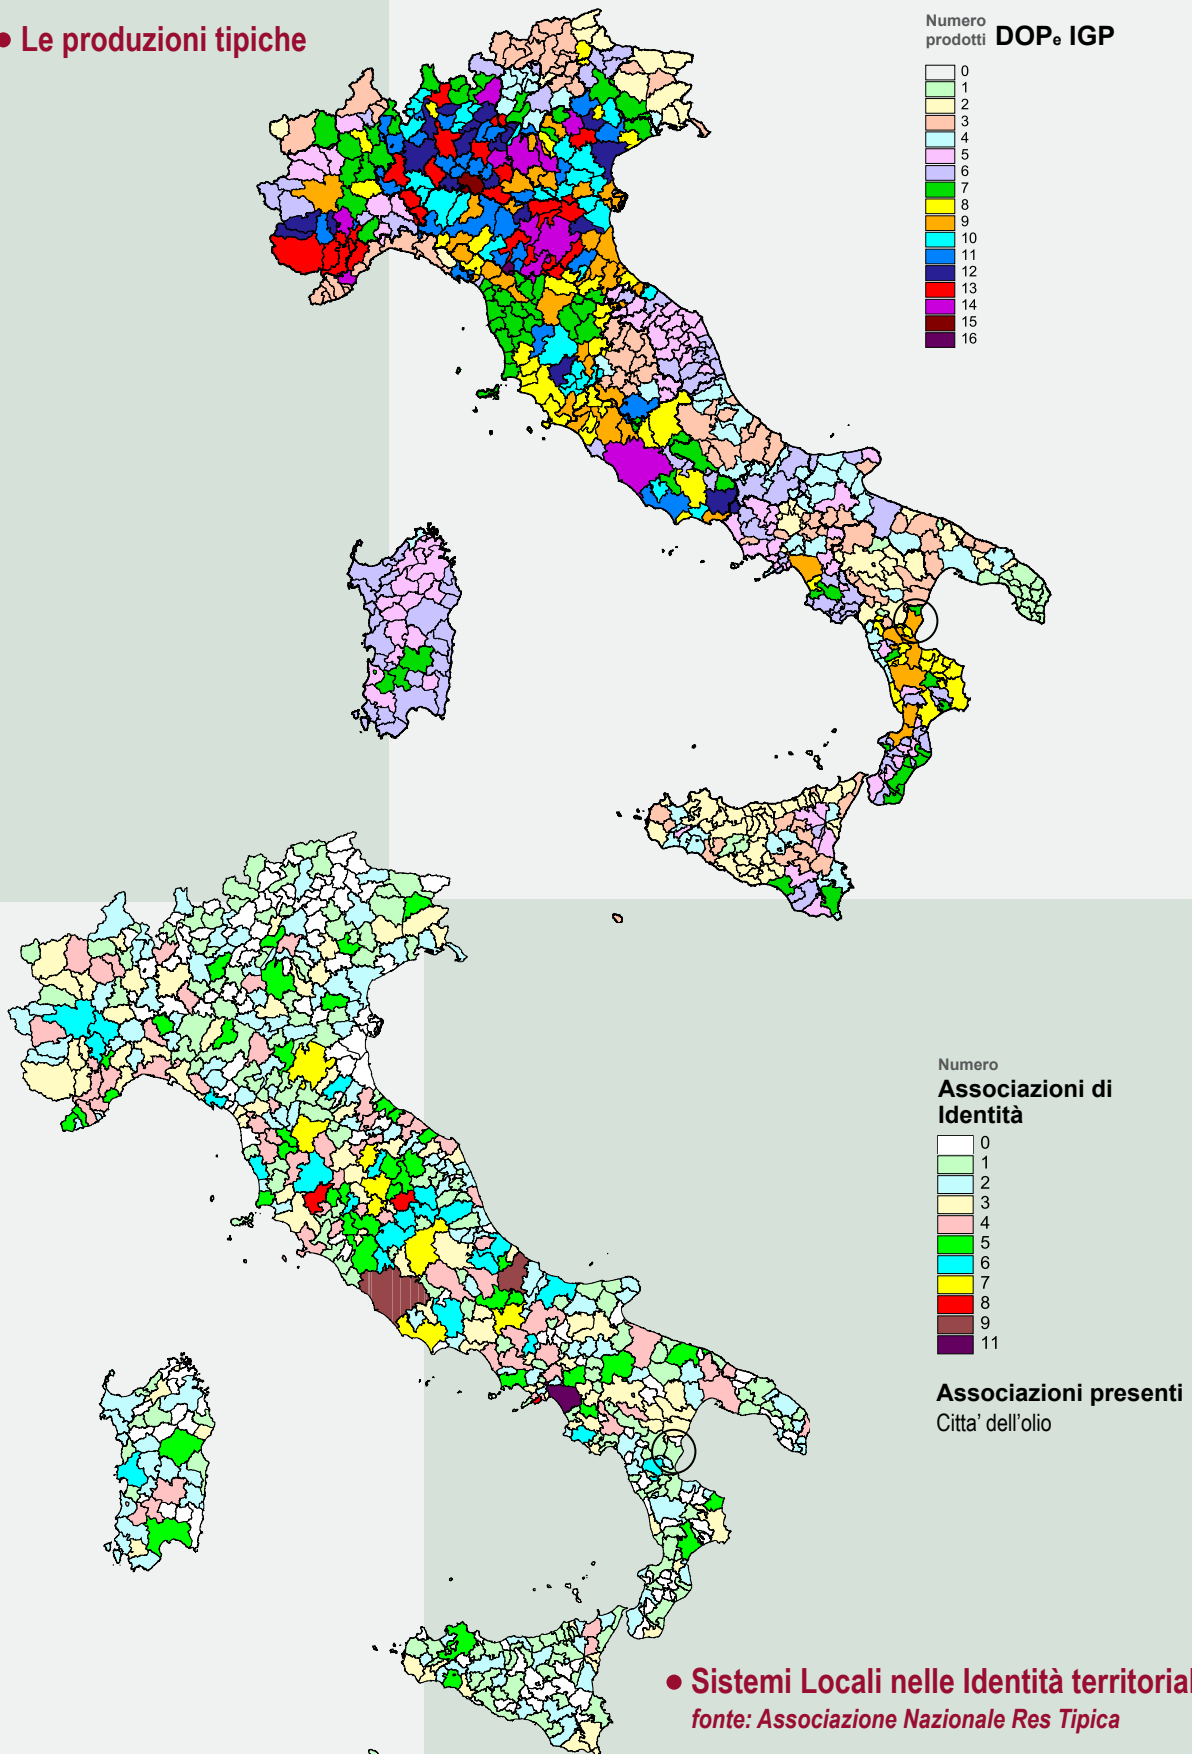 • Le produzioni tipiche
Numero
prodotti DOPe IGP
0
1
2
3
4
5
6
7
8
9
10
11
12
13
14
15
16
Numero
Associazioni di
Identità
0
1
2
3
4
5
6
7
8
9
11
Associazioni presenti
Citta' dell'olio
• Sistemi Locali nelle Identità territorial
fonte: Associazione Nazionale Res Tipica